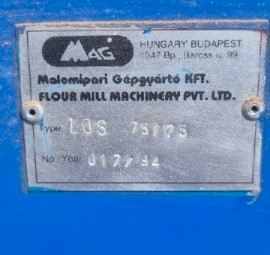 MAG
HUNGARY BUDAPEST
1047 Bp., Baross u. 99
Malomipari Gépgyártó KFT.
FLOUR MILL MACHINERY PVT. LTD.
Type LOS 75/75
No./Year 017/94